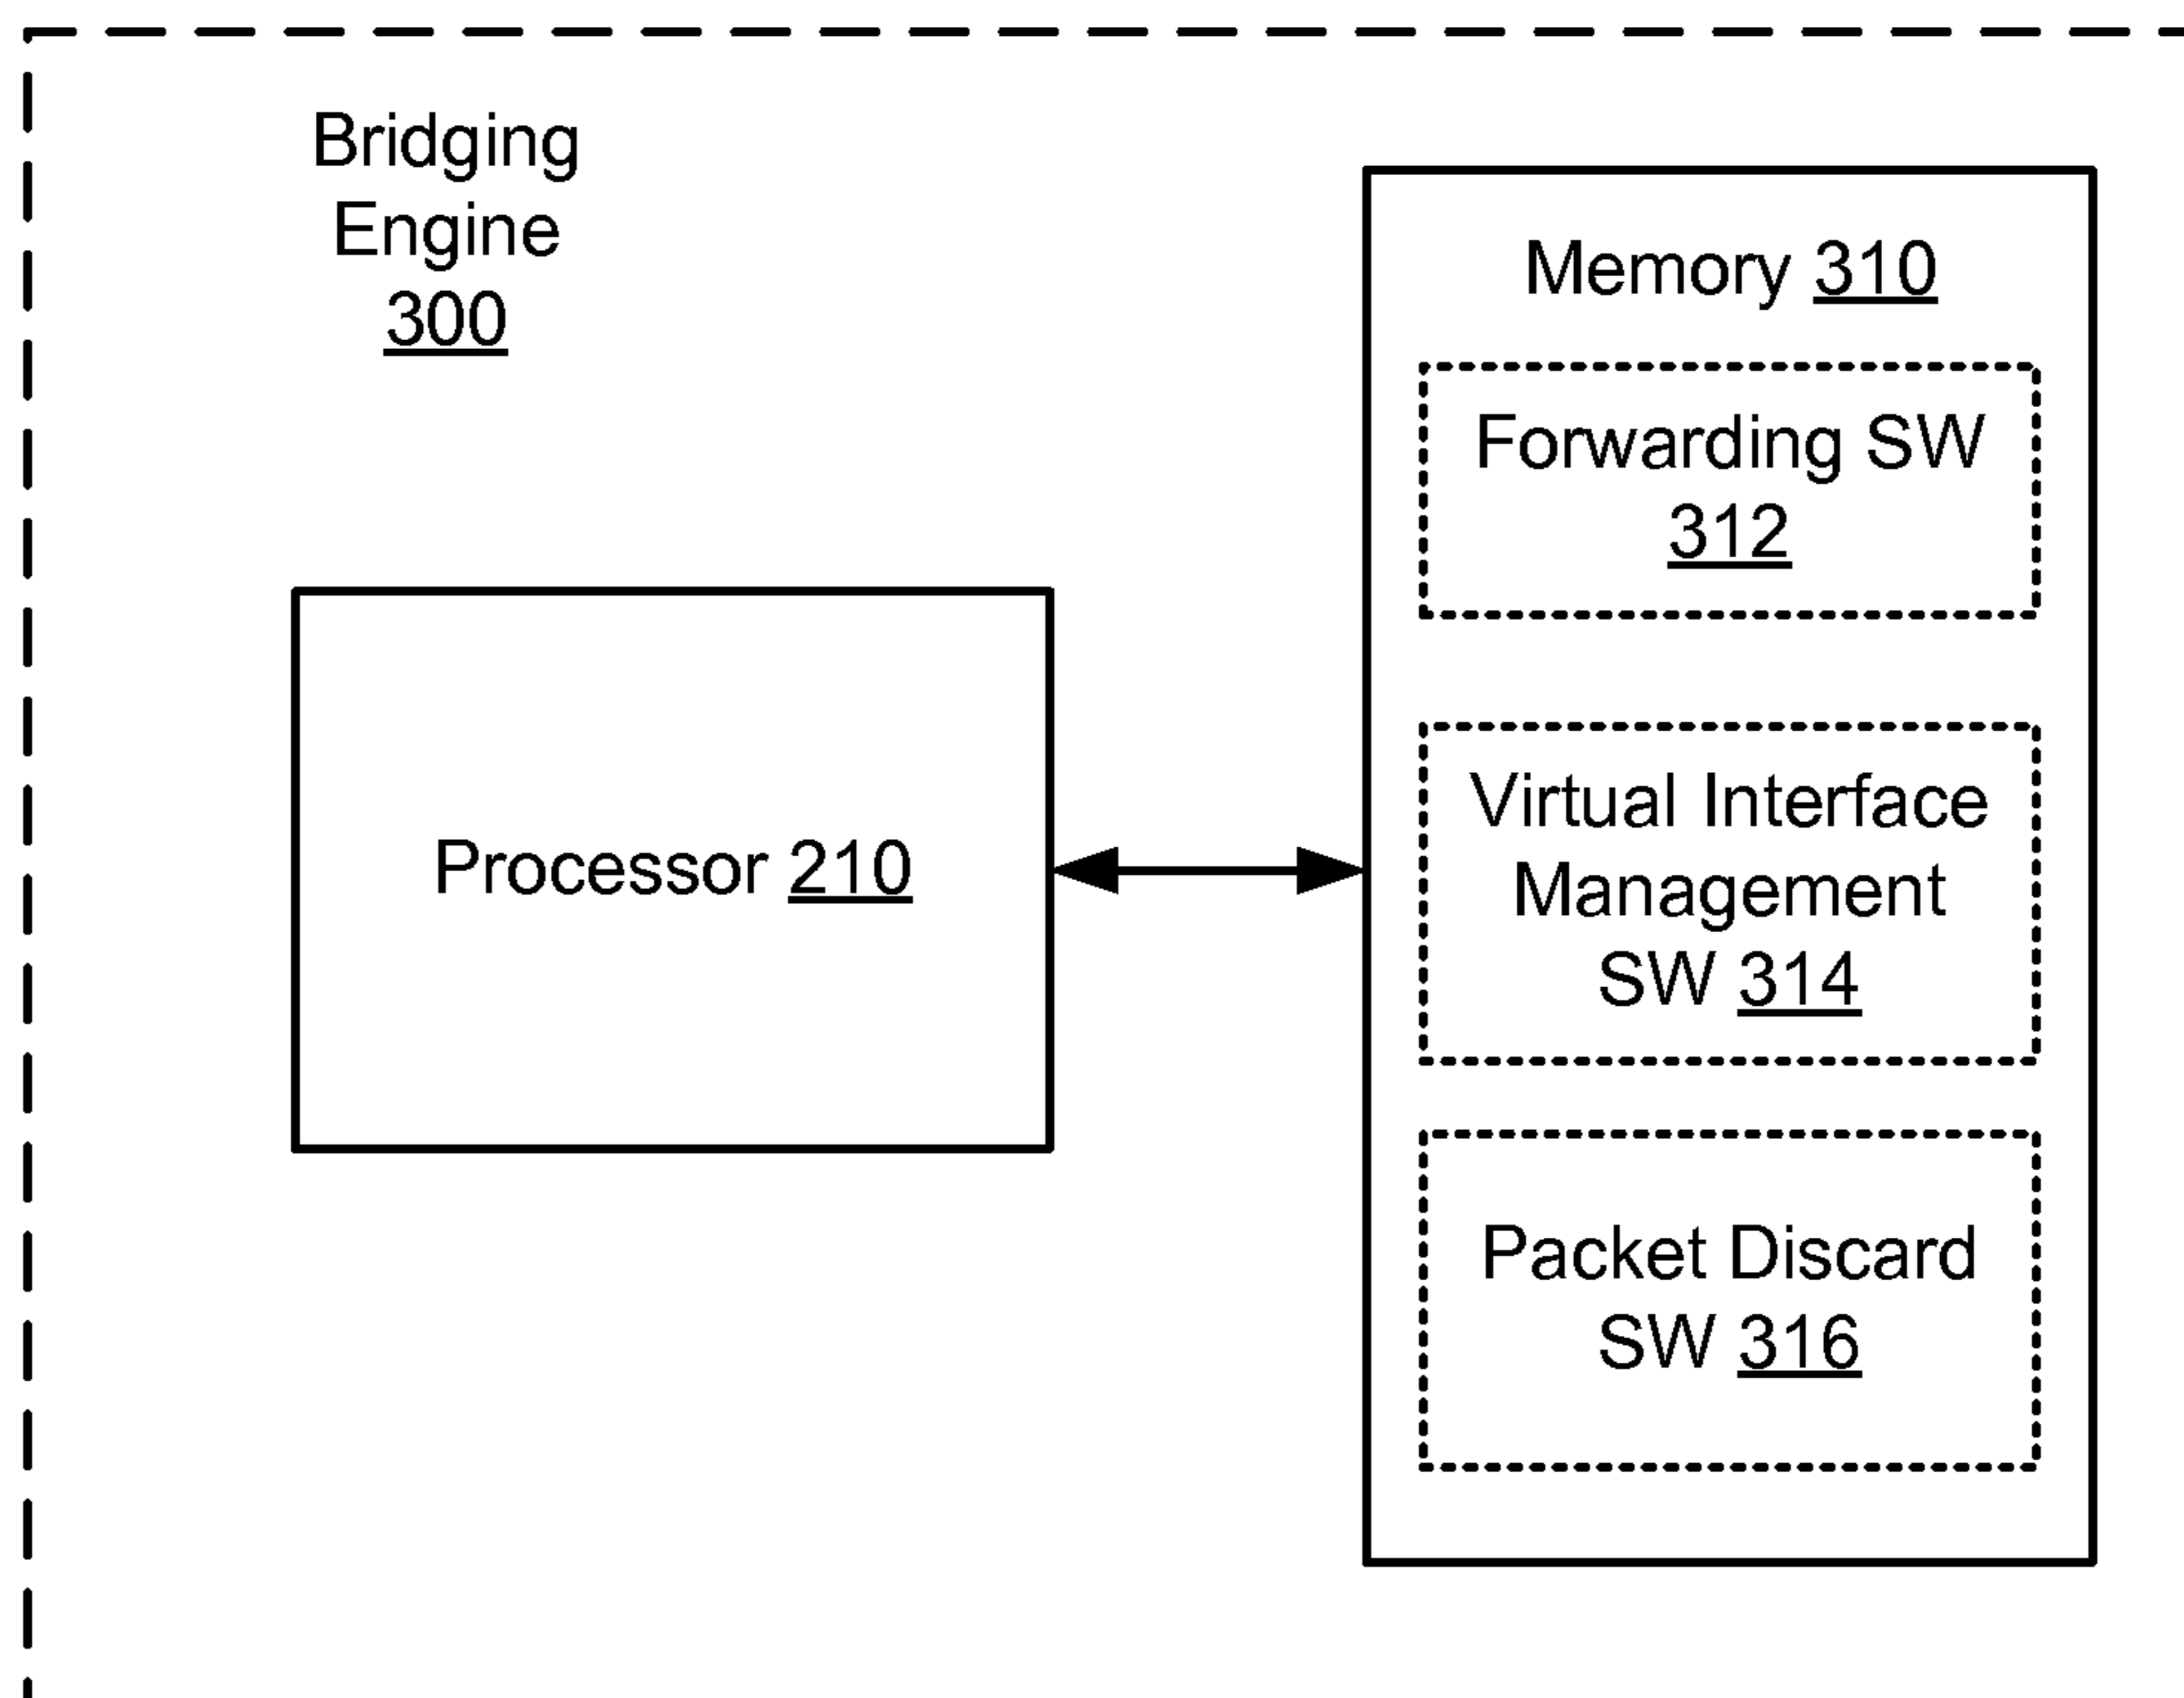 Bridging
Engine
300
Memory 310
Forwarding SW
312
Virtual Interface
Management
SW 314
Processor 210
Packet Discard
SW 316